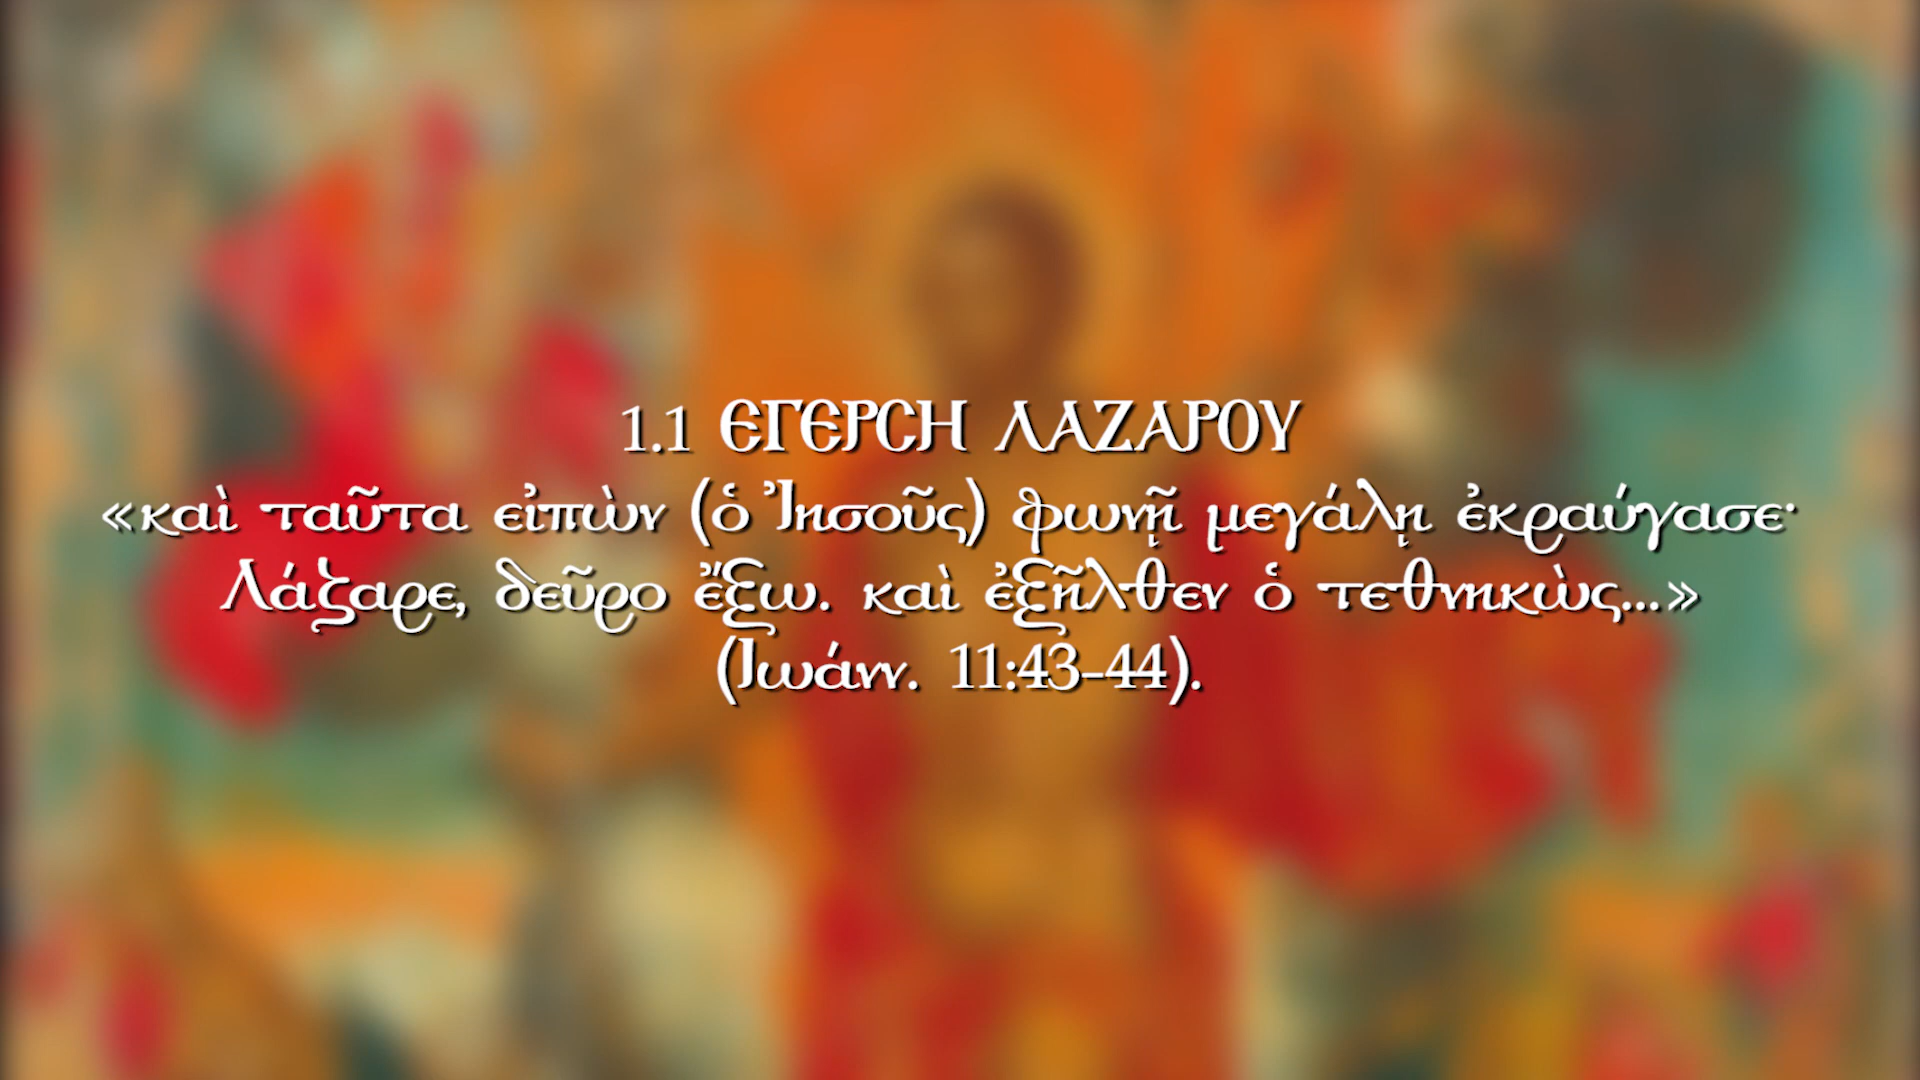 1.1 ΕΓΕΡΣΗ ΛΑΖΑΡΟΥ
«καὶ ταῦτα εἰπὼν (ὁ Ἰησοῦς) φωνῇ μεγάλῃ ἐκραύγασε·
Λάζαρε, δεῦρο ἔξω. καὶ ἐξῆλθεν ὁ τεθνηκὼς...»
(Ιωάνν. 11:43-44).